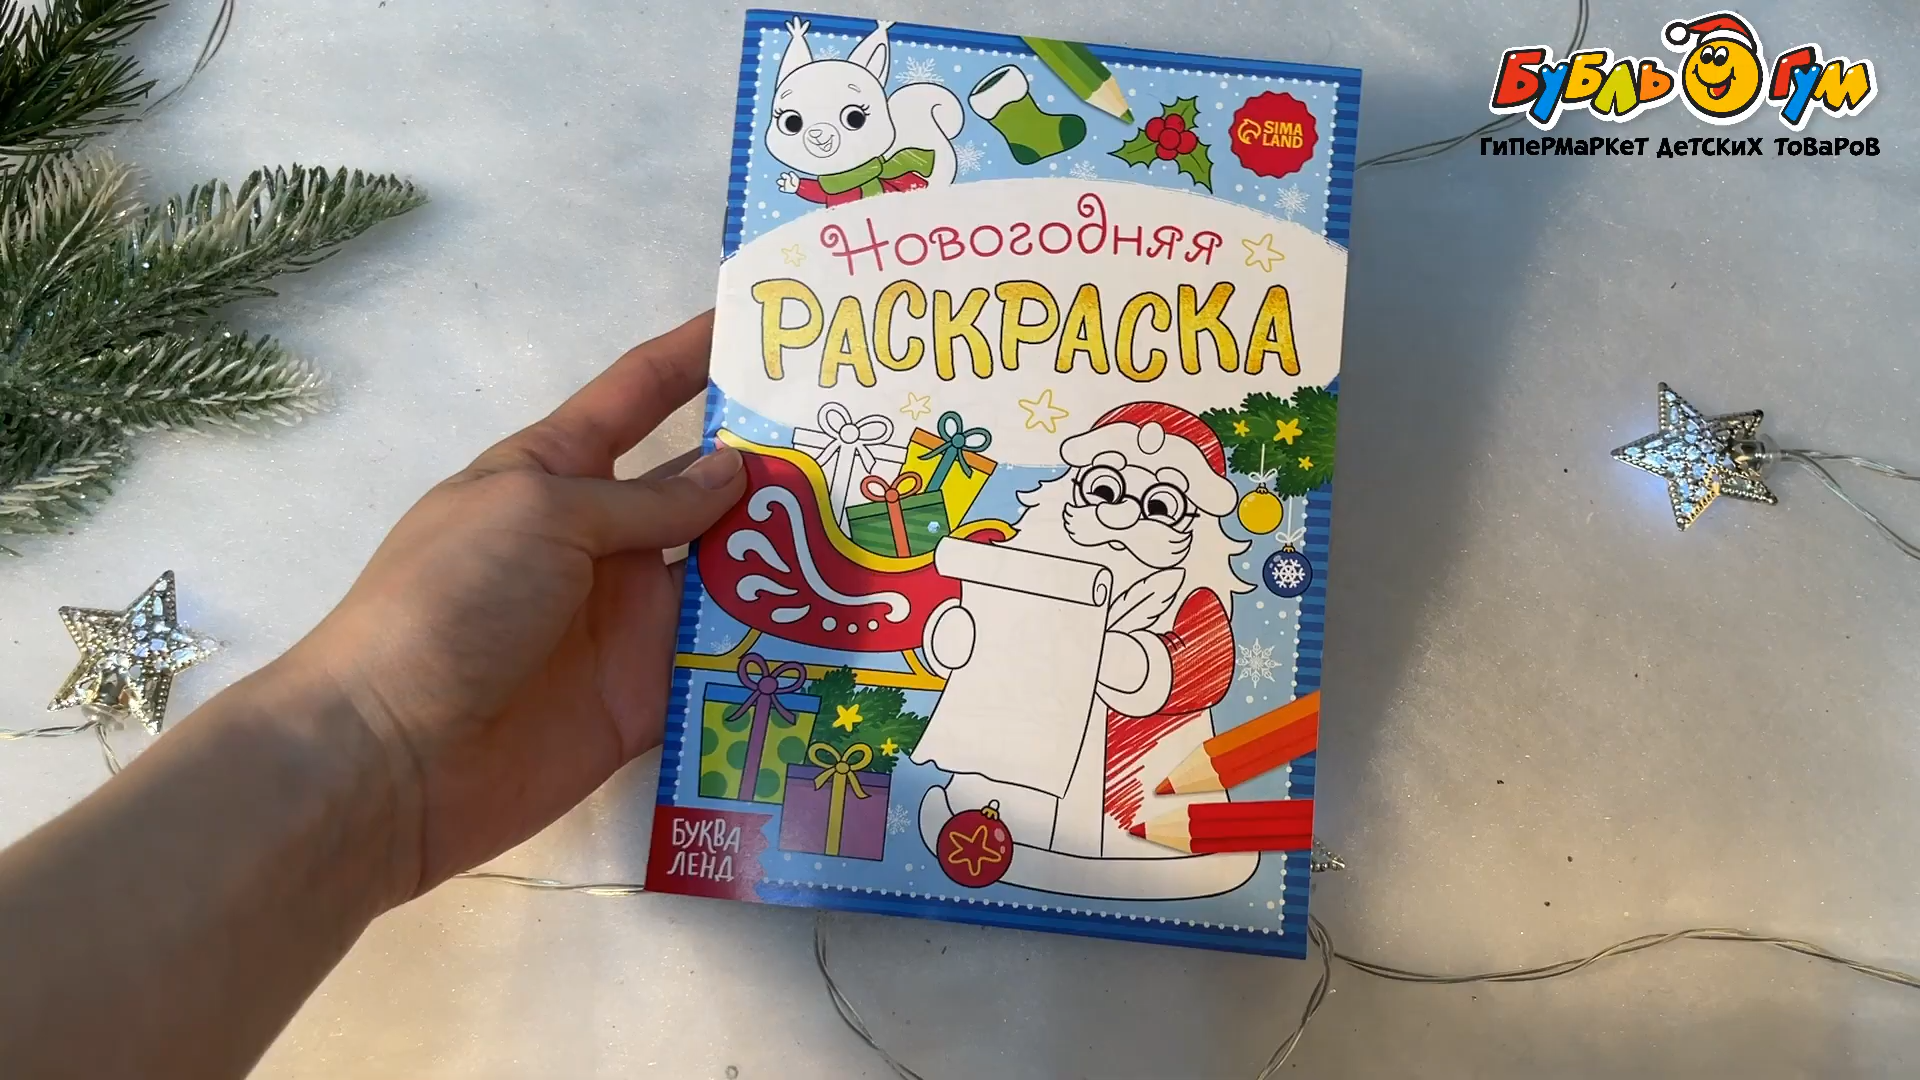 Бубль Гум
гипермаркет детских товаров
SIMA
LAND
Новогодняя
РАСКРАСКА
БУКВА
ЛЕНД